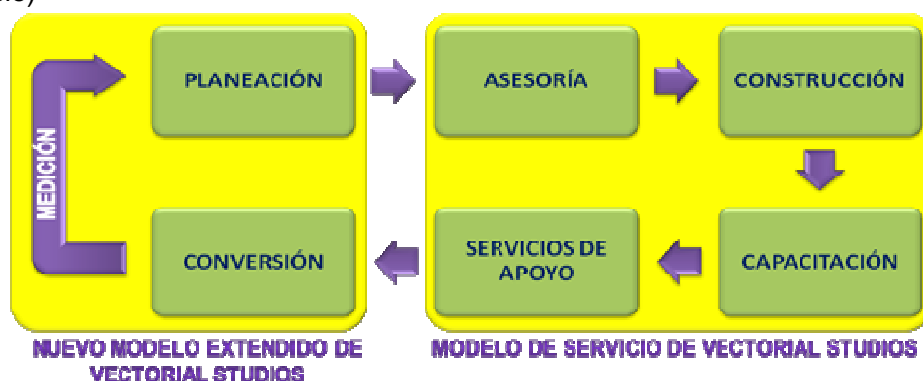 PLANEACIÓN
ASESORÍA
CONSTRUCCIÓN
MEDICIÓN
CONVERSIÓN
SERVICIOS DE
APOYO
CAPACITACIÓN
NUEVO MODELO EXTENDIDO DE
VECTORIAL STUDIOS
MODELO DE SERVICIO DE VECTORIAL STUDIOS